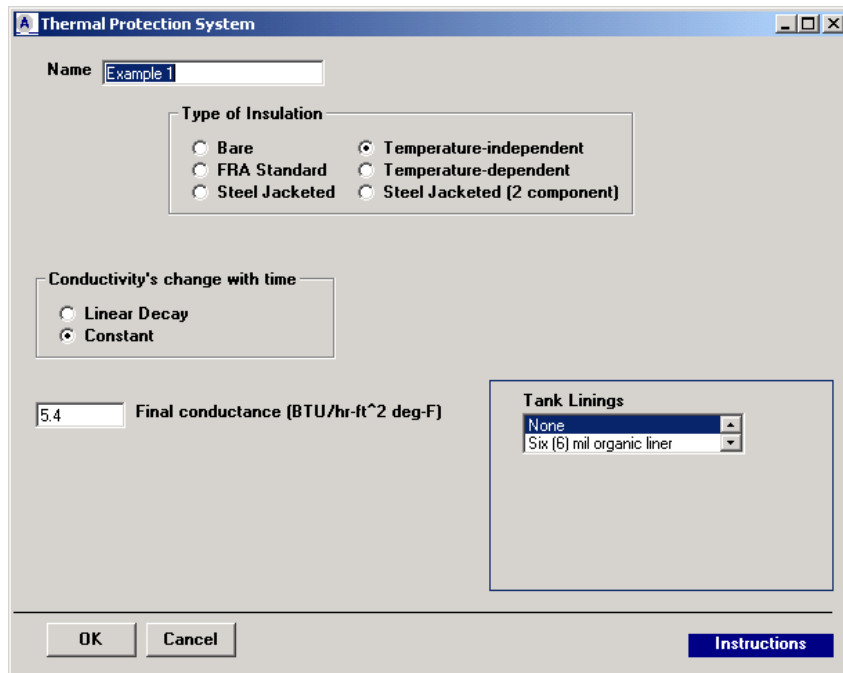 A Thermal Protection System
Name Example 1
Type of Insulation
Bare Temperature-independent
FRA Standard Temperature-dependent
Steel Jacketed Steel Jacketed (2 component)
Conductivity's change with time
Linear Decay
Constant
5.4 Final conductance (BTU/hr-ft^2 deg-F)
Tank Linings
None
Six (6) mil organic liner
OK Cancel Instructions